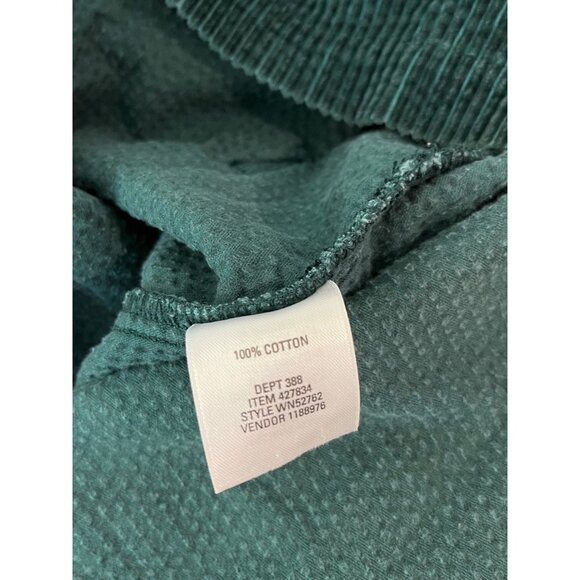 100% COTTON
DEPT 388
ITEM 427834
STYLE WN52762
VENDOR 1188976